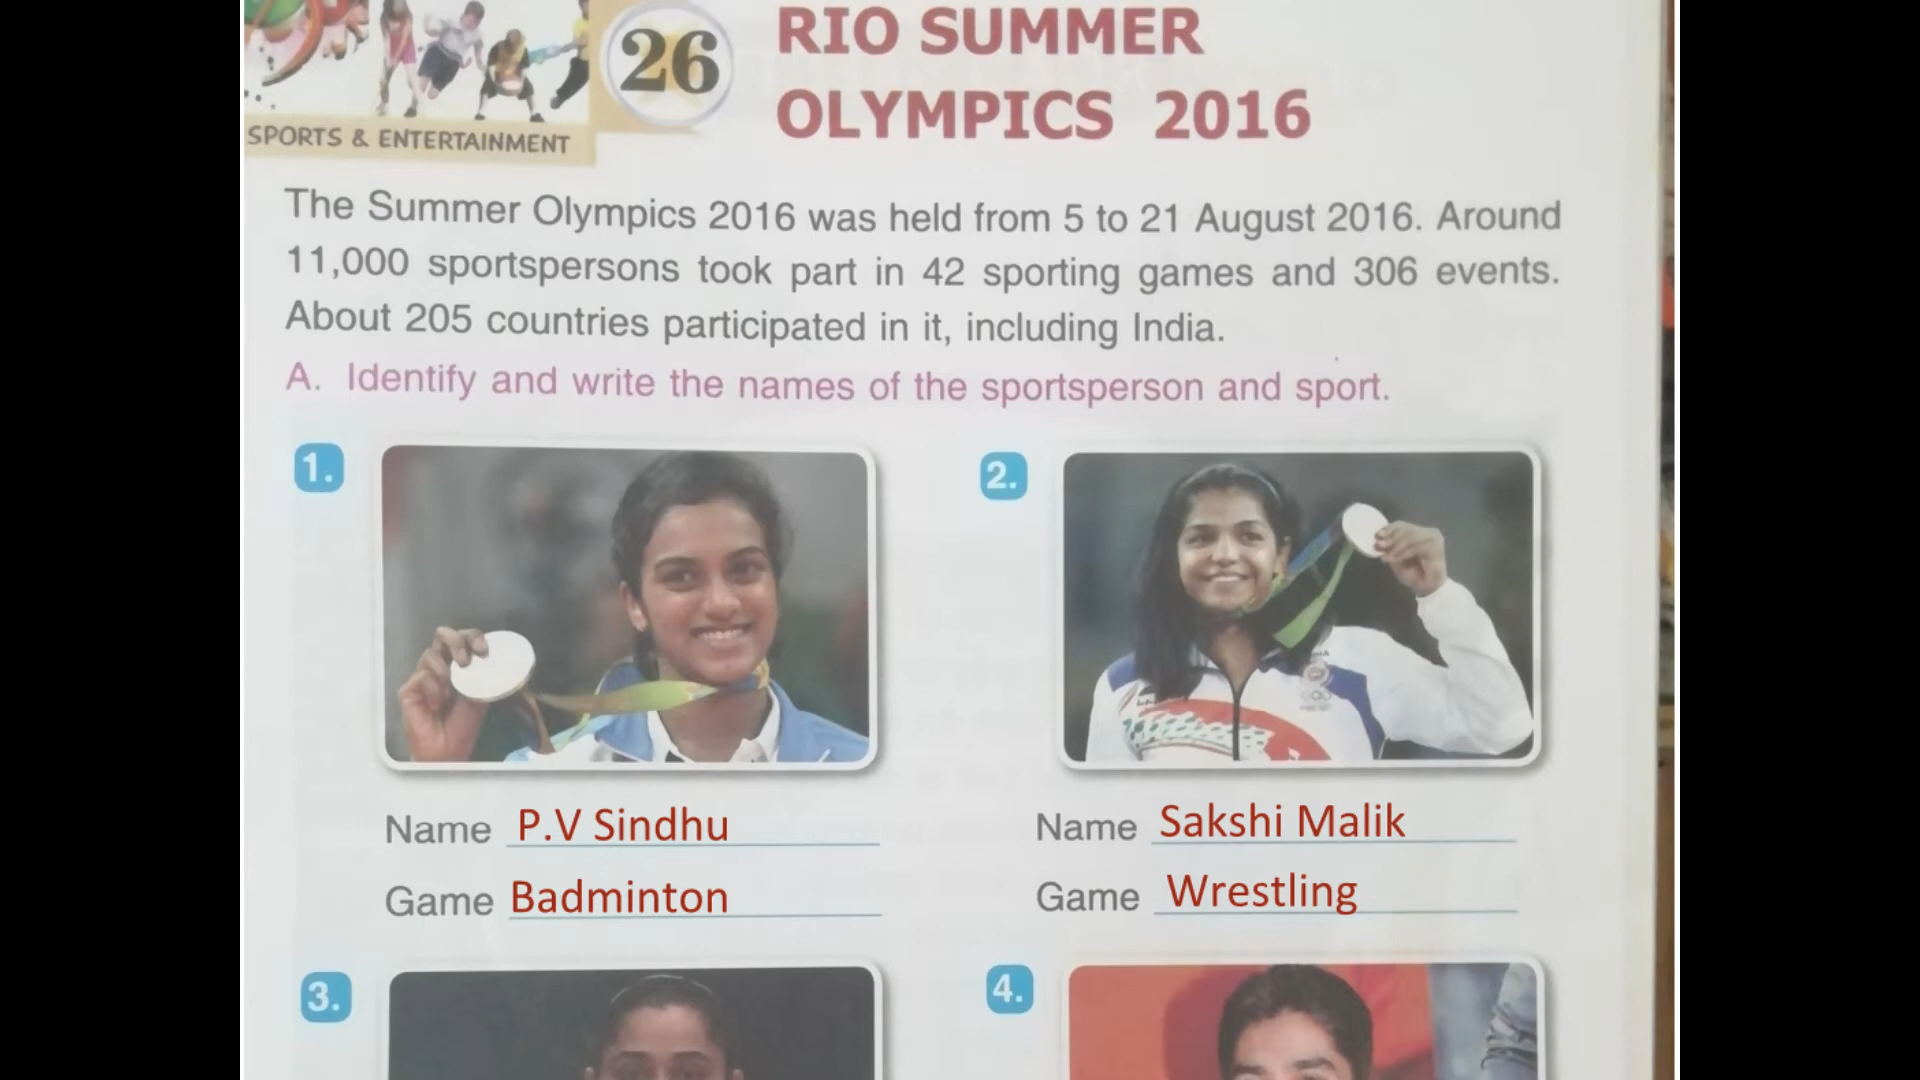 26
RIO SUMMER
OLYMPICS 2016
SPORTS & ENTERTAINMENT
The Summer Olympics 2016 was held from 5 to 21 August 2016. Around
11,000 sportspersons took part in 42 sporting games and 306 events.
About 205 countries participated in it, including India.
A. Identify and write the names of the sportsperson and sport.
1.
2.
Name P.V Sindhu
Name Sakshi Malik
Game Badminton
Game Wrestling
3.
4.